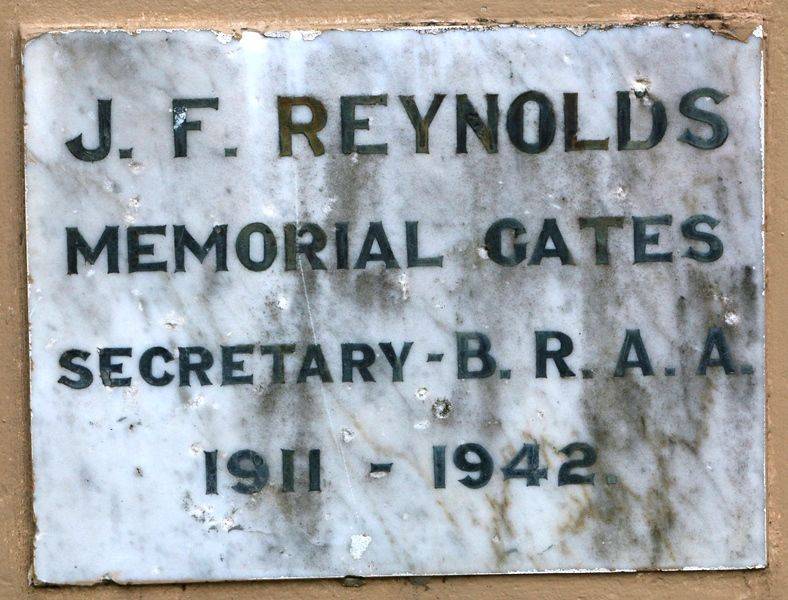 J. F. REYNOLDS
MEMORIAL GATES
SECRETARY - B. R. A. A.
1911 - 1942.